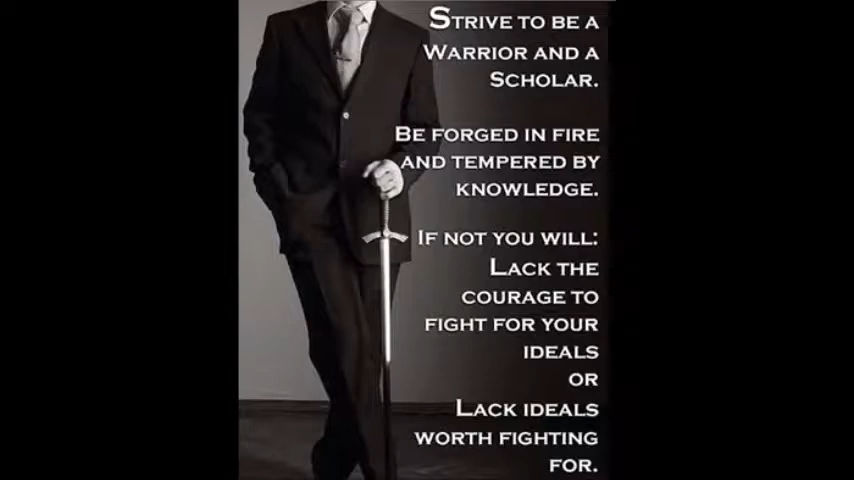 Strive to be a
Warrior and a
Scholar.
Be forged in fire
and tempered by
knowledge.
If not you will:
Lack the
courage to
fight for your
ideals
or
Lack ideals
worth fighting
for.